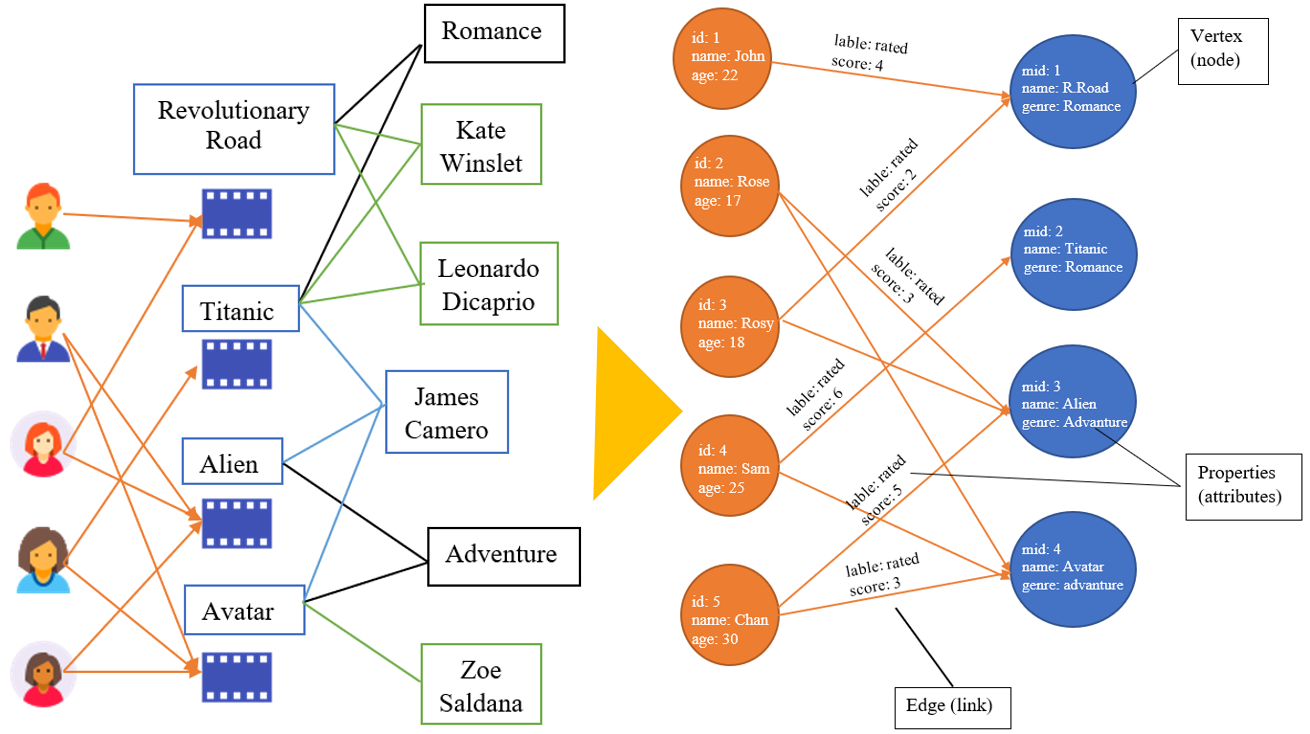 Romance
Revolutionary
Road
Kate
Winslet
Leonardo
Dicaprio
Titanic
James
Camero
Alien
Adventure
Avatar
Zoe
Saldana
id: 1
name: John
age: 22
id: 2
name: Rose
age: 17
id: 3
name: Rosy
age: 18
id: 4
name: Sam
age: 25
id: 5
name: Chan
age: 30
lable: rated
score: 4
lable: rated
score: 2
lable: rated
score: 3
lable: rated
score: 6
lable: rated
score: 5
lable: rated
score: 3
mid: 1
name: R.Road
genre: Romance
mid: 2
name: Titanic
genre: Romance
mid: 3
name: Alien
genre: Advanture
mid: 4
name: Avatar
genre: advanture
Vertex
(node)
Properties
(attributes)
Edge (link)